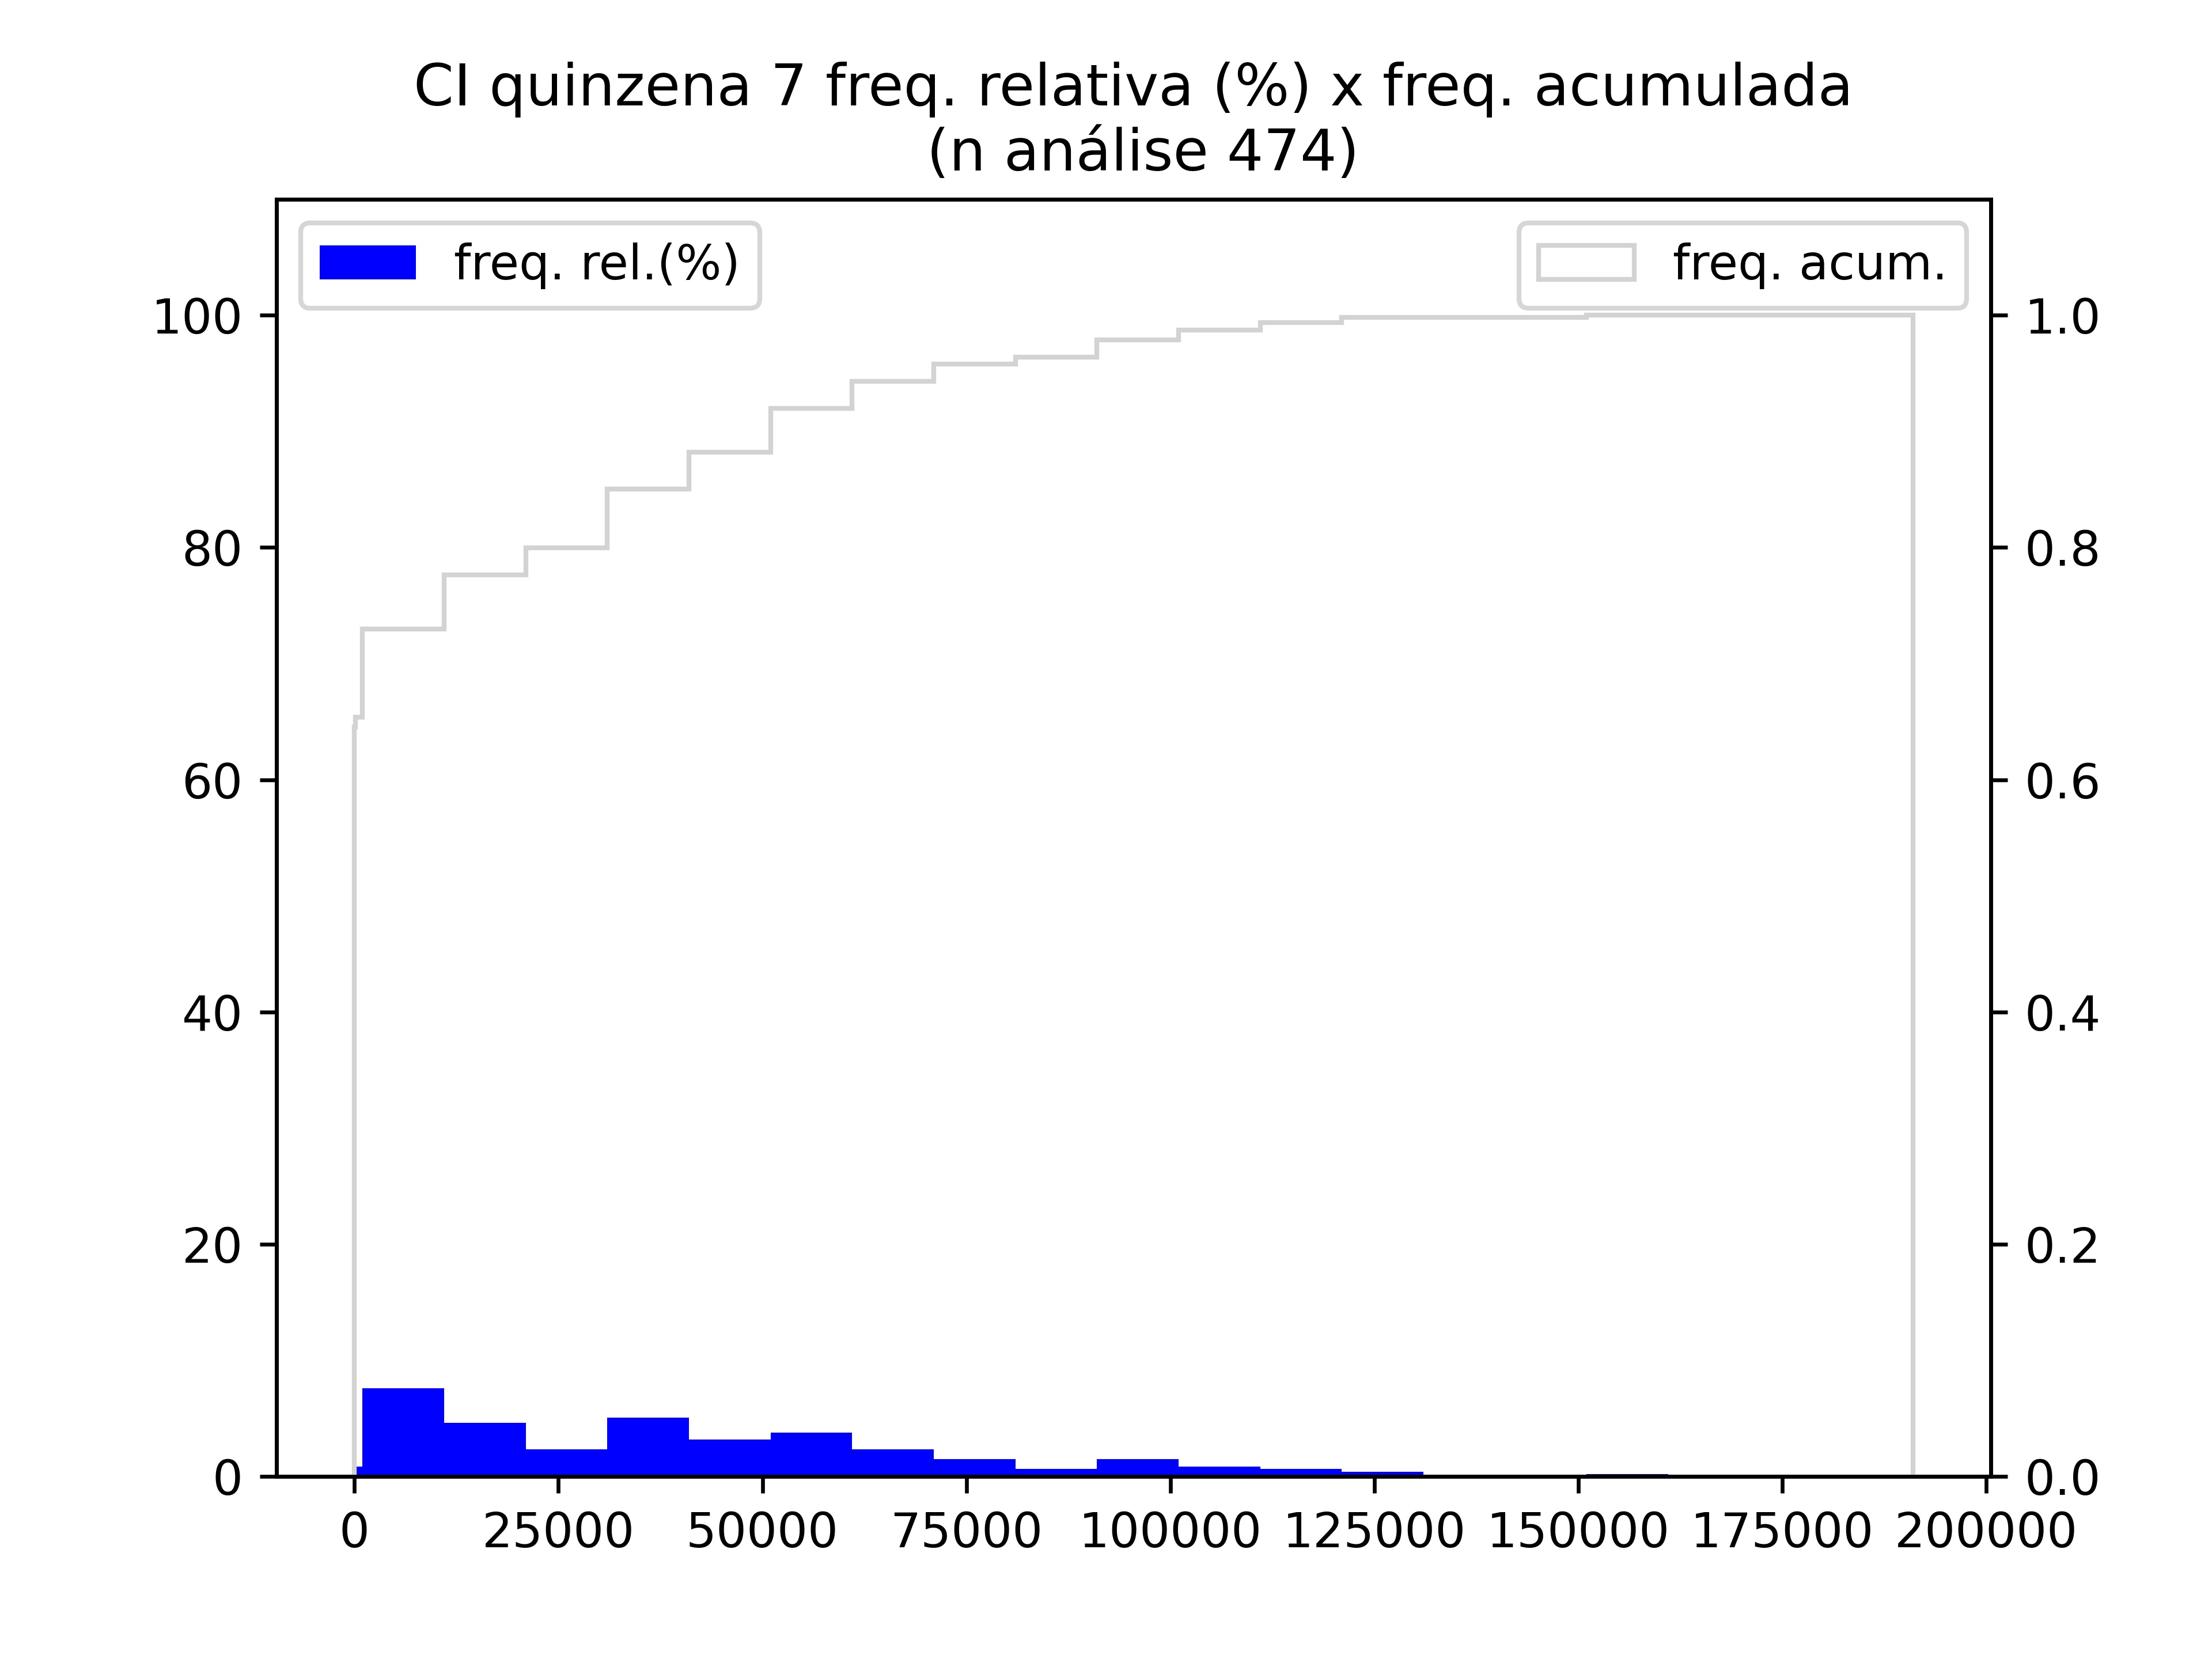 CI quinzena 7 freq. relativa (%) x freq. acumulada
(n análise 474)
freq. rel.(%)
freq. acum.
100
80
60
40
20
0
1.0
0.8
0.6
0.4
0.2
0.0
0 25000 50000 75000 100000 125000 150000 175000 200000